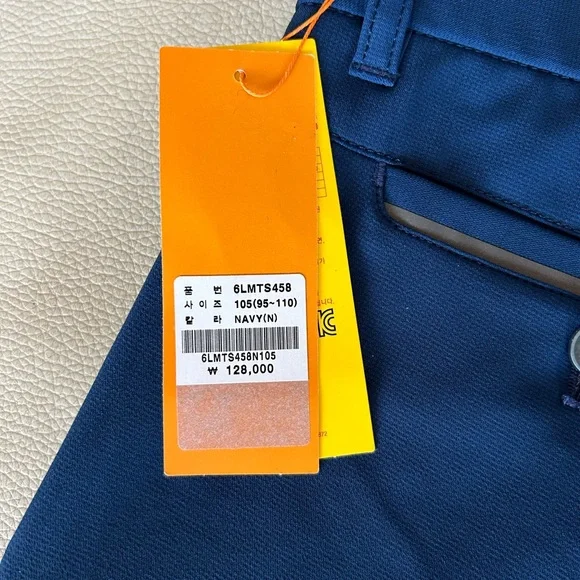 품 번 6LMTS458
사 이 즈 105(95~110)
칼 라 NAVY(N)
6LMTS458N105
₩ 128,000